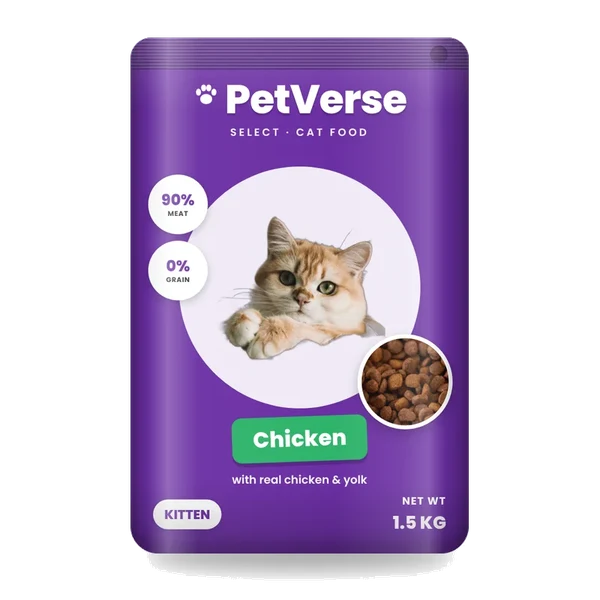 PetVerse
SELECT · CAT FOOD
90%
MEAT
0%
GRAIN
Chicken
with real chicken & yolk
KITTEN
NET WT
1.5 KG